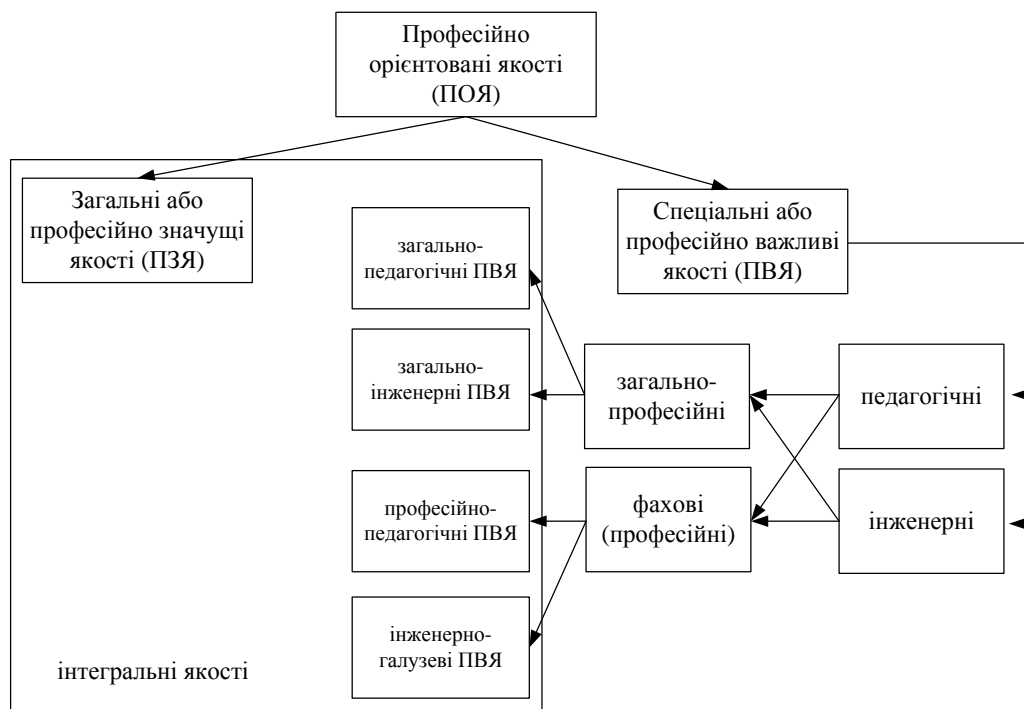 Професійно
орієнтовані якості
(ПОЯ)
Загальні або
професійно значущі
якості (ПЗЯ)
Спеціальні або
професійно важливі
якості (ПВЯ)
загально-
педагогічні ПВЯ
загально-
інженерні ПВЯ
загально-
професійні
педагогічні
професійно-
педагогічні ПВЯ
фахові
(професійні)
інженерні
інженерно-
галузеві ПВЯ
інтегральні якості